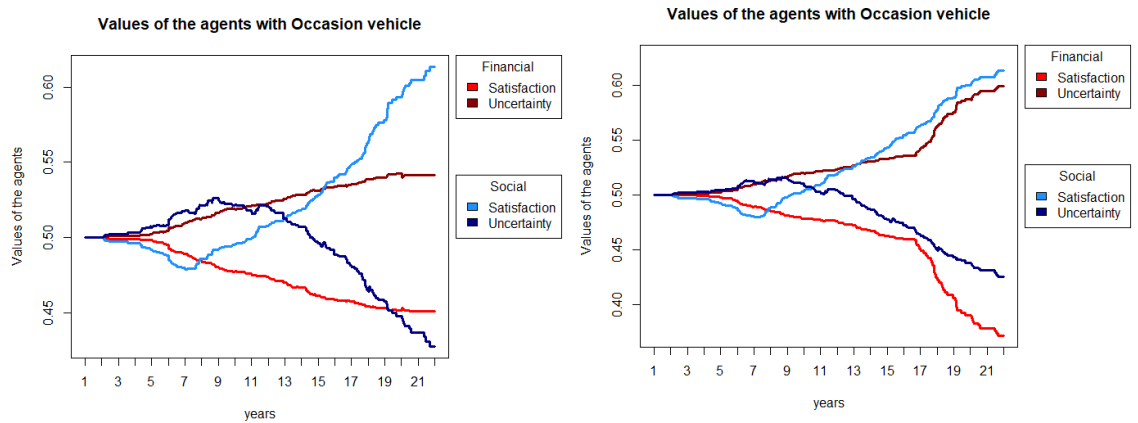 Values of the agents with Occasion vehicle
Values of the agents
0.60
0.55
0.50
0.45
1 3 5 7 9 11 13 15 17 19 21
years
Financial
Satisfaction
Uncertainty
Social
Satisfaction
Uncertainty
Values of the agents with Occasion vehicle
Values of the agents
0.60
0.55
0.50
0.45
0.40
1 3 5 7 9 11 13 15 17 19 21
years
Financial
Satisfaction
Uncertainty
Social
Satisfaction
Uncertainty